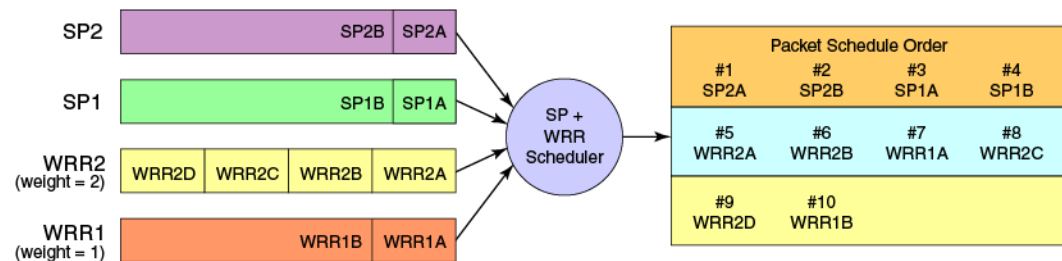 SP2
SP2B SP2A
SP1
SP1B SP1A
WRR2
(weight = 2)
WRR2D WRR2C WRR2B WRR2A
WRR1
(weight = 1)
WRR1B WRR1A
SP +
WRR
Scheduler
Packet Schedule Order
#1 #2 #3 #4
SP2A SP2B SP1A SP1B
#5 #6 #7 #8
WRR2A WRR2B WRR1A WRR2C
#9 #10
WRR2D WRR1B